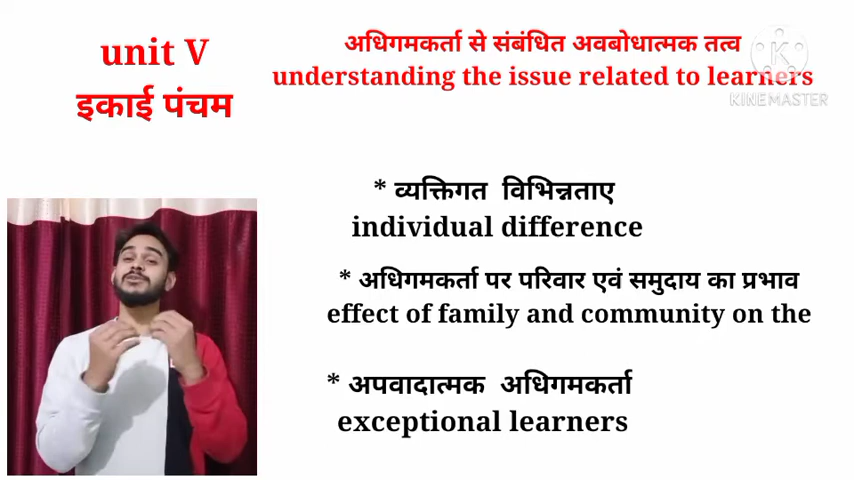 unit V
इकाई पंचम
अधिगमकर्ता से संबंधित अवबोधात्मक तत्व
understanding the issue related to learners
KINEMASTER
* व्यक्तिगत विभिन्नताए
individual difference
* अधिगमकर्ता पर परिवार एवं समुदाय का प्रभाव
effect of family and community on the
* अपवादात्मक अधिगमकर्ता
exceptional learners